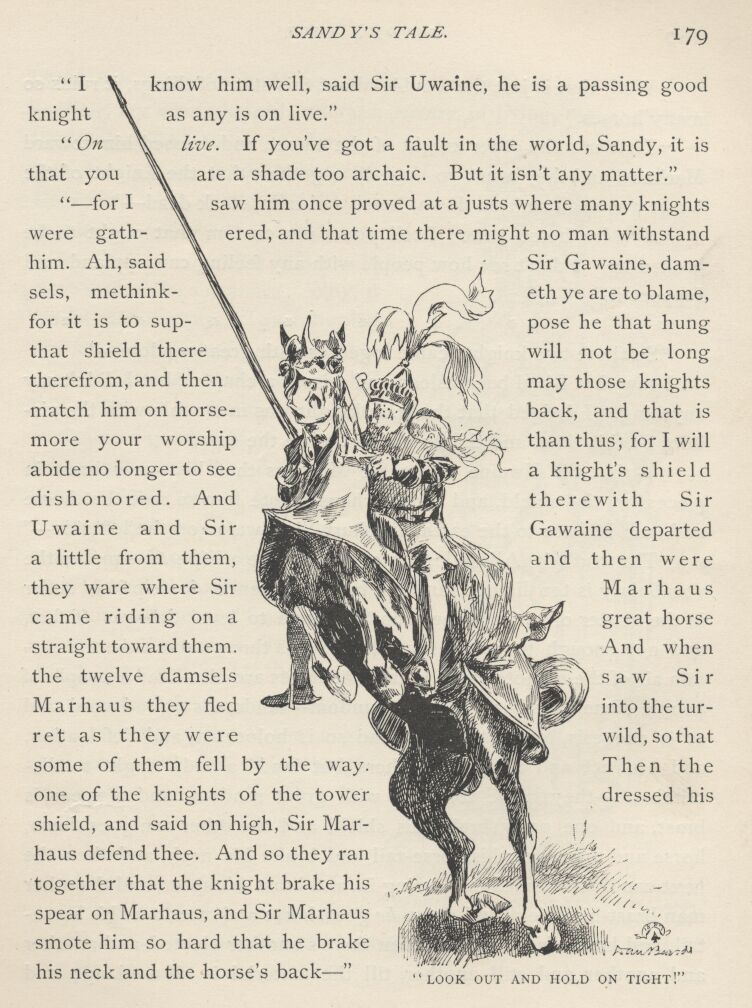 SANDY'S TALE. 179
“I know him well, said Sir Uwaine, he is a passing good
knight as any is on live.”
“On live. If you've got a fault in the world, Sandy, it is
that you are a shade too archaic. But it isn't any matter.”
“—for I saw him once proved at a justs where many knights
were gath- ered, and that time there might no man withstand
him. Ah, said Sir Gawaine, dam-
sels, methink- eth ye are to blame,
for it is to sup- pose he that hung
that shield there will not be long
therefrom, and then may those knights
match him on horse- back, and that is
more your worship than thus; for I will
abide no longer to see a knight's shield
dishonored. And therewith Sir
Uwaine and Sir Gawaine departed
a little from them, and then were
they ware where Sir Marhaus
came riding on a great horse
straight toward them. And when
the twelve damsels saw Sir
Marhaus they fled into the tur-
ret as they were wild, so that
some of them fell by the way. Then the
one of the knights of the tower dressed his
shield, and said on high, Sir Mar-
haus defend thee. And so they ran
together that the knight brake his
spear on Marhaus, and Sir Marhaus
smote him so hard that he brake
his neck and the horse's back—”
Dan Beard
“LOOK OUT AND HOLD ON TIGHT!”